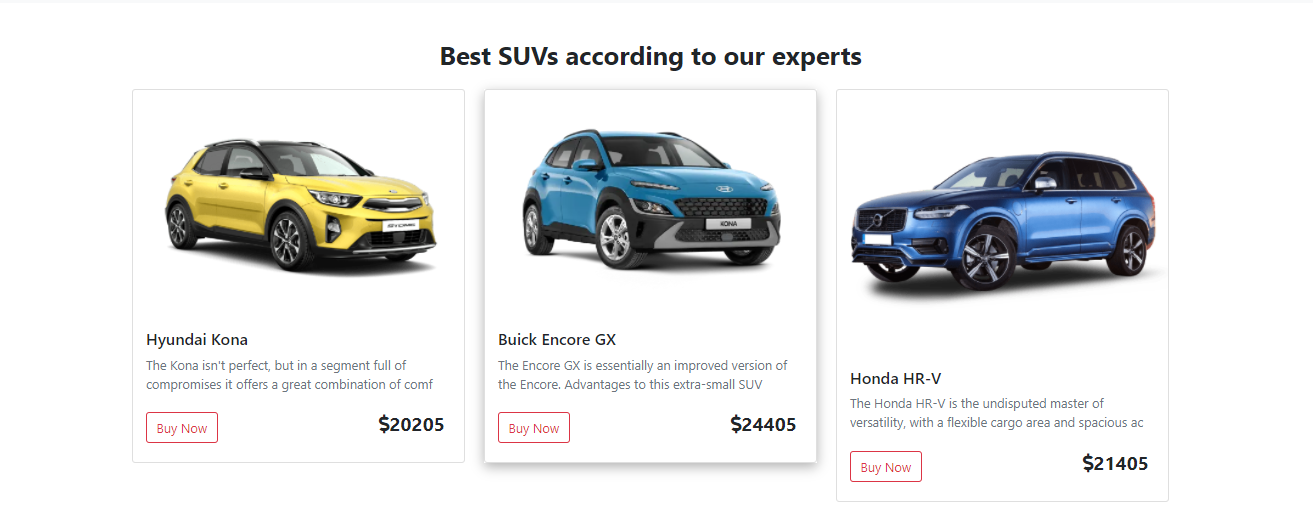 Best SUVs according to our experts
KONA
Hyundai Kona
The Kona isn't perfect, but in a segment full of
compromises it offers a great combination of comf
Buy Now
$20205
Buick Encore GX
The Encore GX is essentially an improved version of
the Encore. Advantages to this extra-small SUV
Buy Now
$24405
Honda HR-V
The Honda HR-V is the undisputed master of
versatility, with a flexible cargo area and spacious ac
Buy Now
$21405